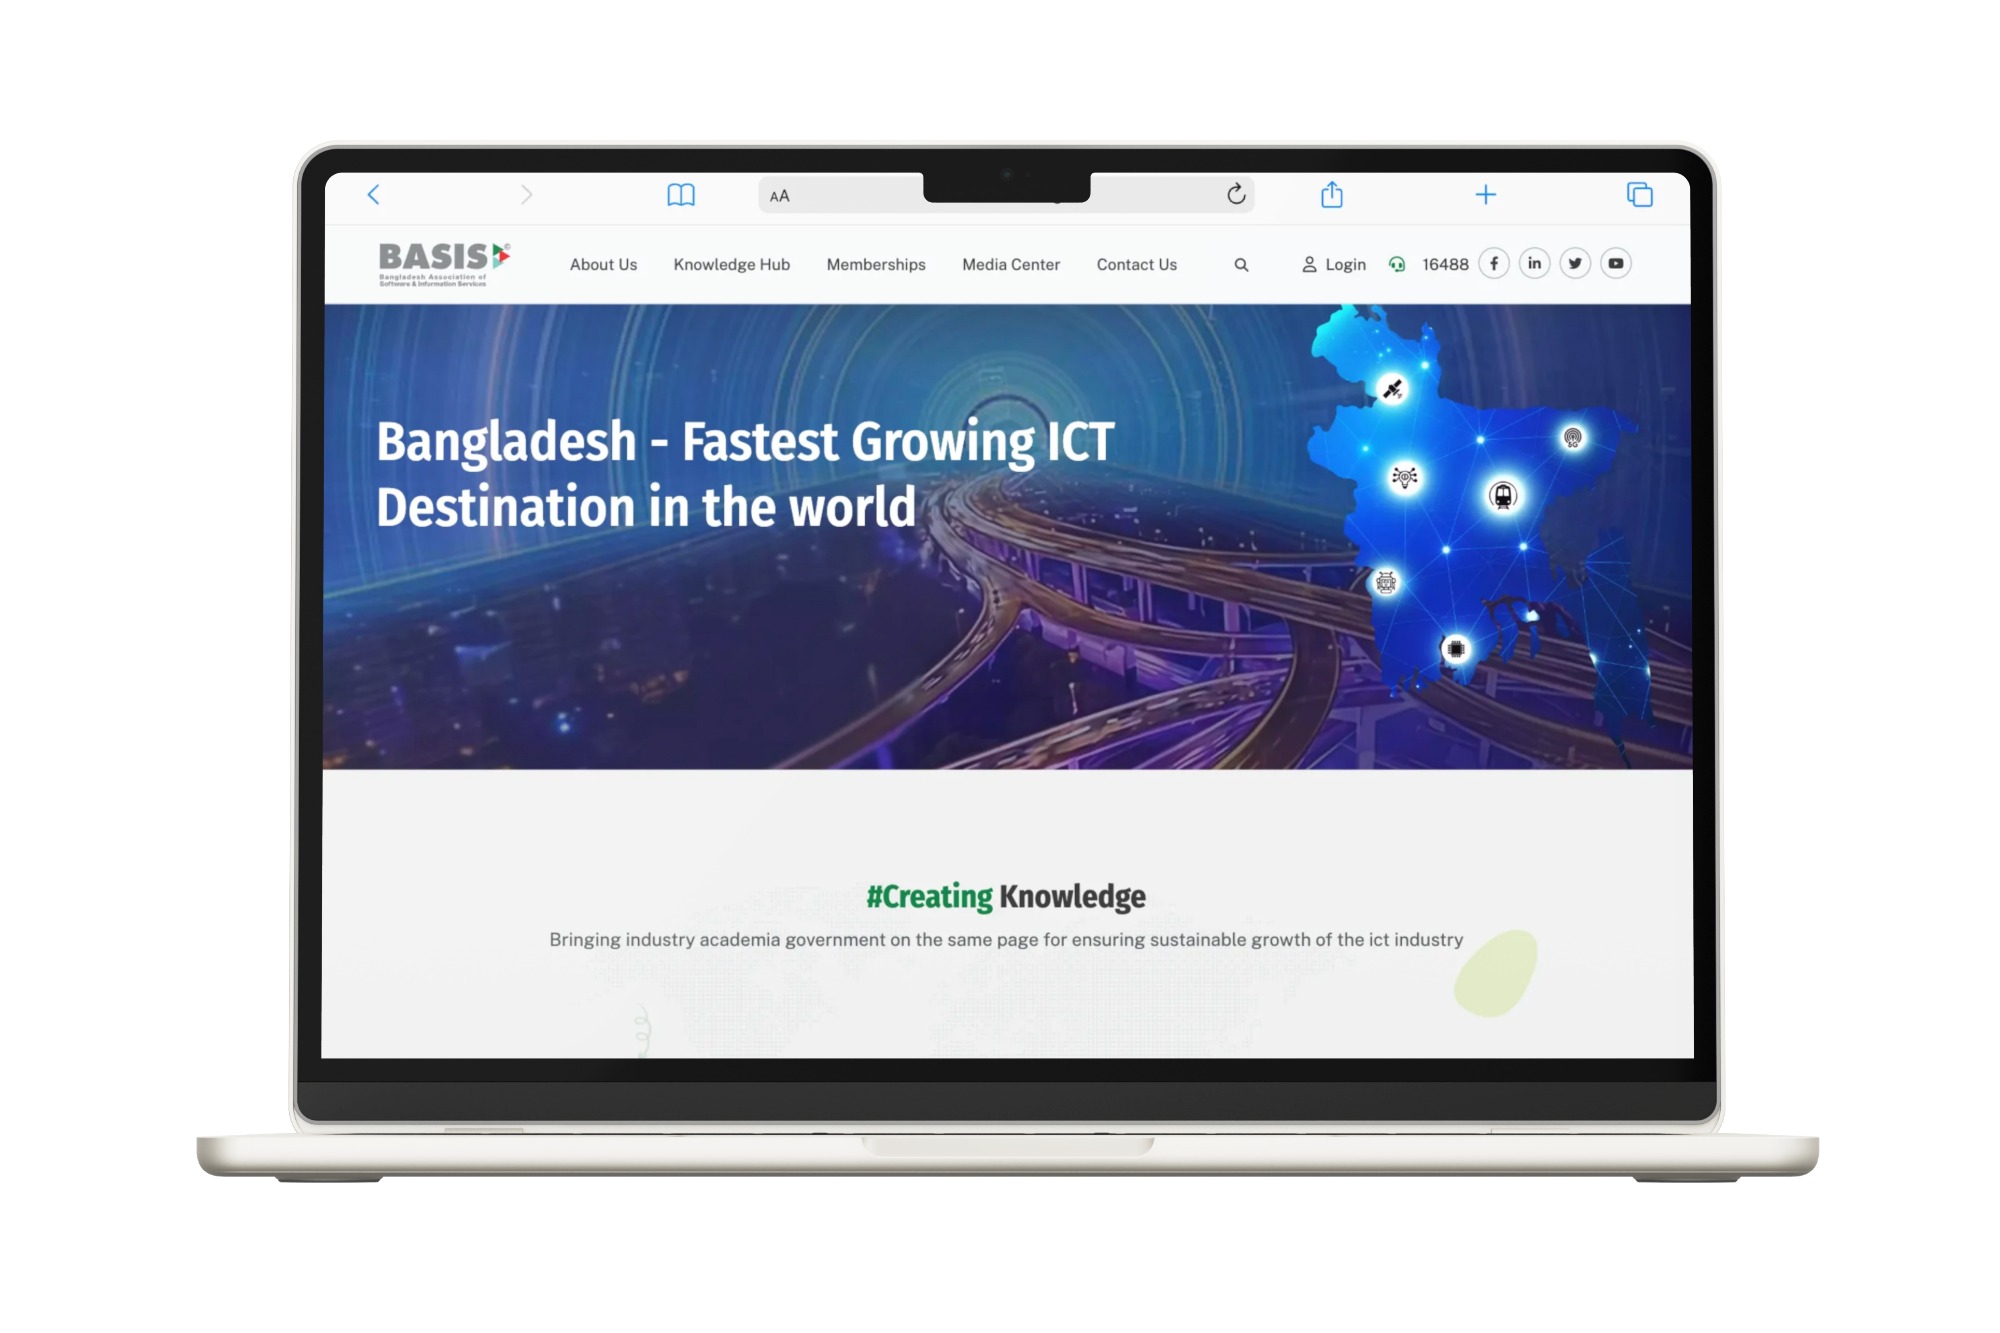 AA
BASIS
Bangladesh Association of
Software & Information Services
About Us
Knowledge Hub
Memberships
Media Center
Contact Us
Login
16488
f
in
Bangladesh - Fastest Growing ICT
Destination in the world
5G
#Creating Knowledge
Bringing industry academia government on the same page for ensuring sustainable growth of the ict industry